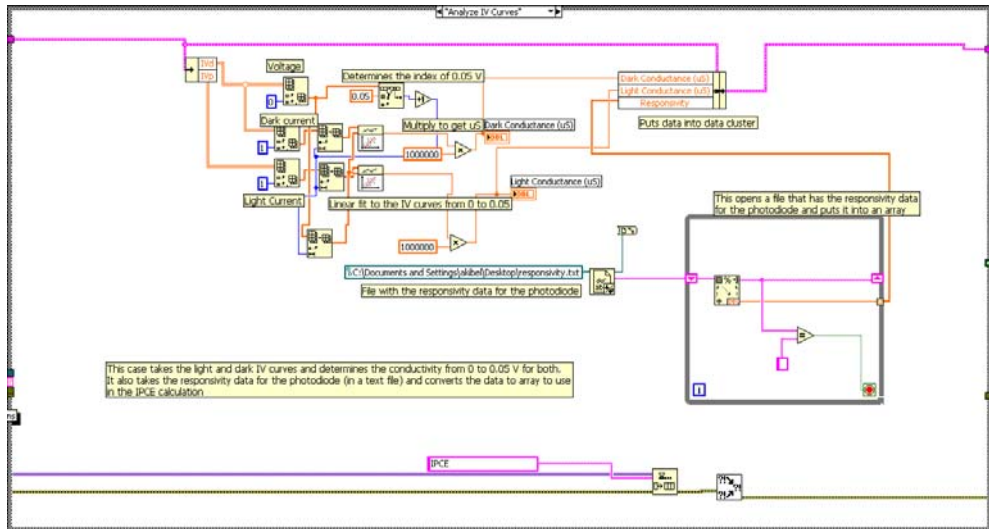 "Analyze IV Curves"
Voltage
IVd
IVp
Determines the index of 0.05 V
0.05
0
Dark current
1
Multiply to get uS
Dark Conductance (uS)
DBL
1000000
1
Light Current
Light Conductance (uS)
DBL
Linear fit to the IV curves from 0 to 0.05
1000000
Dark Conductance (uS)
Light Conductance (uS)
Responsivity
Puts data into data cluster
This opens a file that has the responsivity data
for the photodiode and puts it into an array
C:\Documents and Settings\akibel\Desktop\responsivity.txt
File with the responsivity data for the photodiode
i
This case takes the light and dark IV curves and determines the conductivity from 0 to 0.05 V for both.
It also takes the responsivity data for the photodiode (in a text file) and converts the data to array to use
in the IPCE calculation
IPCE